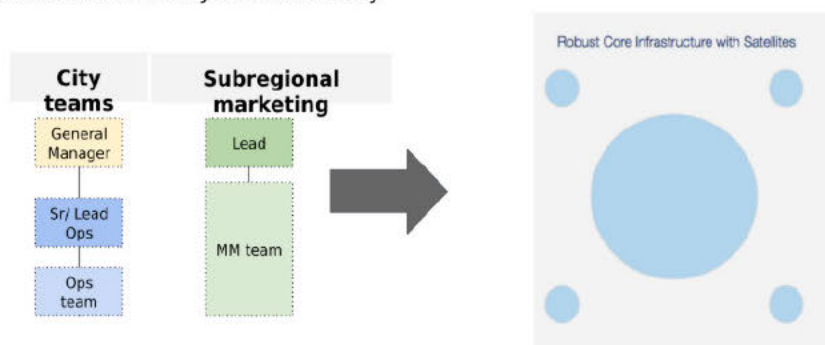 City
teams
Subregional
marketing
General
Manager
Sr/ Lead
Ops
Ops
team
Lead
MM team
Robust Core Infrastructure with Satellites